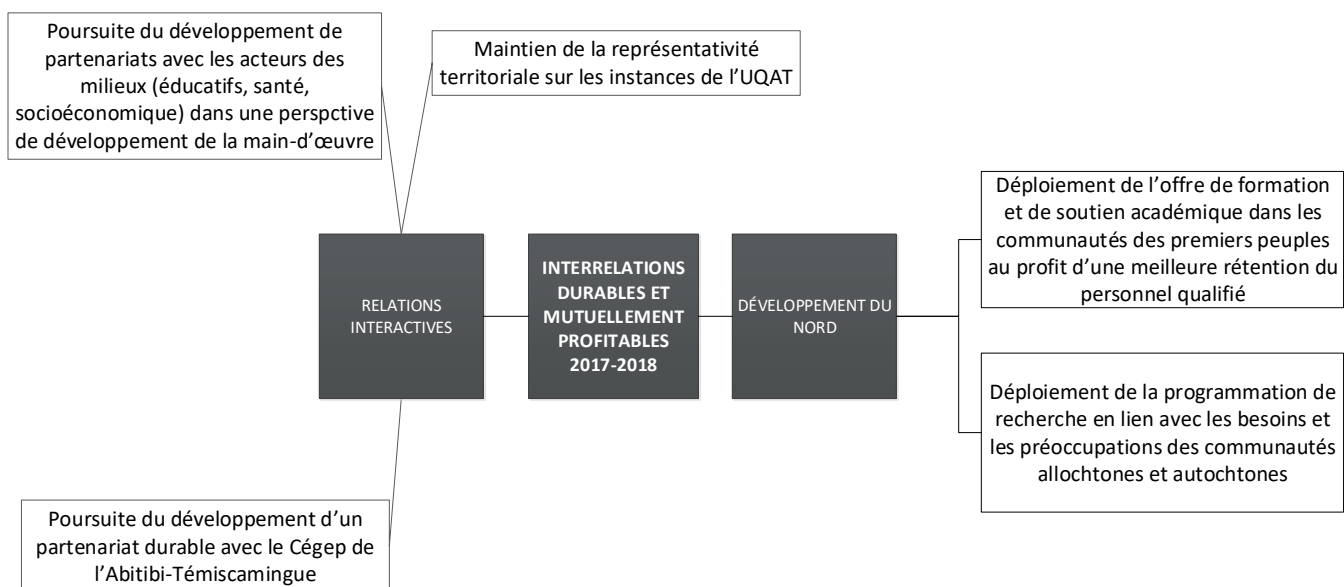 Poursuite du développement de
partenariats avec les acteurs des
milieux (éducatifs, santé,
socioéconomique) dans une perspctive
de développement de la main-d’œuvre
Maintien de la représentativité
territoriale sur les instances de l’UQAT
RELATIONS
INTERACTIVES
INTERRELATIONS
DURABLES ET
MUTUELLEMENT
PROFITABLES
2017-2018
DÉVELOPPEMENT DU
NORD
Déploiement de l’offre de formation
et de soutien académique dans les
communautés des premiers peuples
au profit d’une meilleure rétention du
personnel qualifié
Déploiement de la programmation de
recherche en lien avec les besoins et
les préoccupations des communautés
allochtones et autochtones
Poursuite du développement d’un
partenariat durable avec le Cégep de
l’Abitibi-Témiscamingue